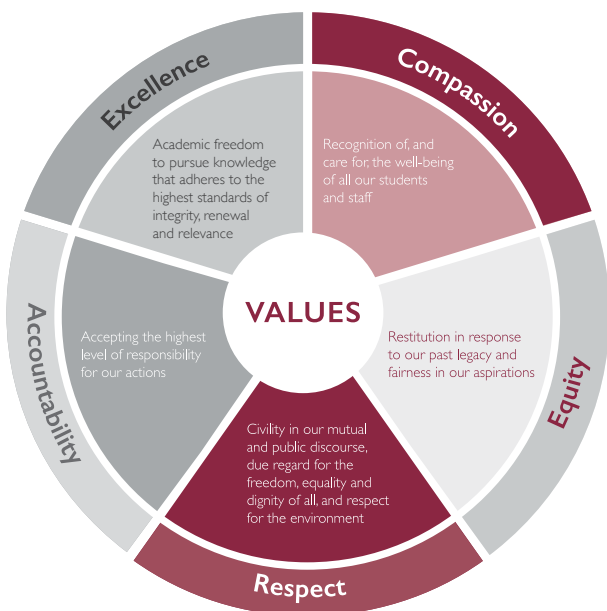 VALUES
Excellence
Academic freedom
to pursue knowledge
that adheres to the
highest standards of
integrity, renewal
and relevance
Compassion
Recognition of, and
care for, the well-being
of all our students
and staff
Equity
Restitution in response
to our past legacy and
fairness in our aspirations
Respect
Civility in our mutual
and public discourse,
due regard for the
freedom, equality and
dignity of all, and respect
for the environment
Accountability
Accepting the highest
level of responsibility
for our actions